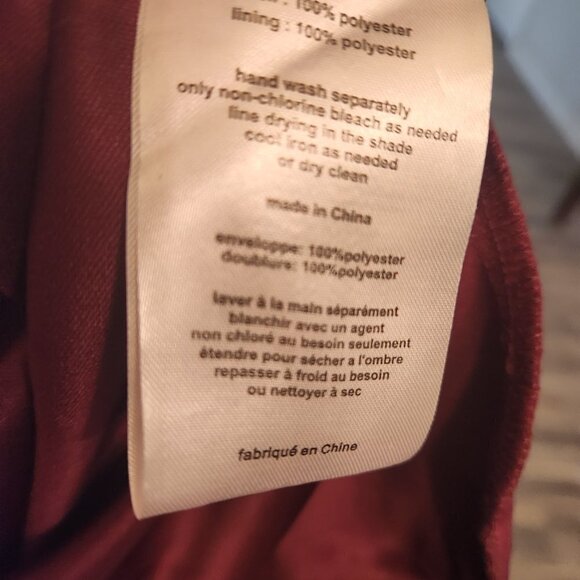 : 100% polyester
lining : 100% polyester
hand wash separately
only non-chlorine bleach as needed
line drying in the shade
cool iron as needed
or dry clean
made in China
enveloppe: 100%polyester
doublure: 100%polyester
laver à la main séparément
blanchir avec un agent
non chloré au besoin seulement
étendre pour sécher a l'ombre
repasser à froid au besoin
ou nettoyer à sec
fabriqué en Chine